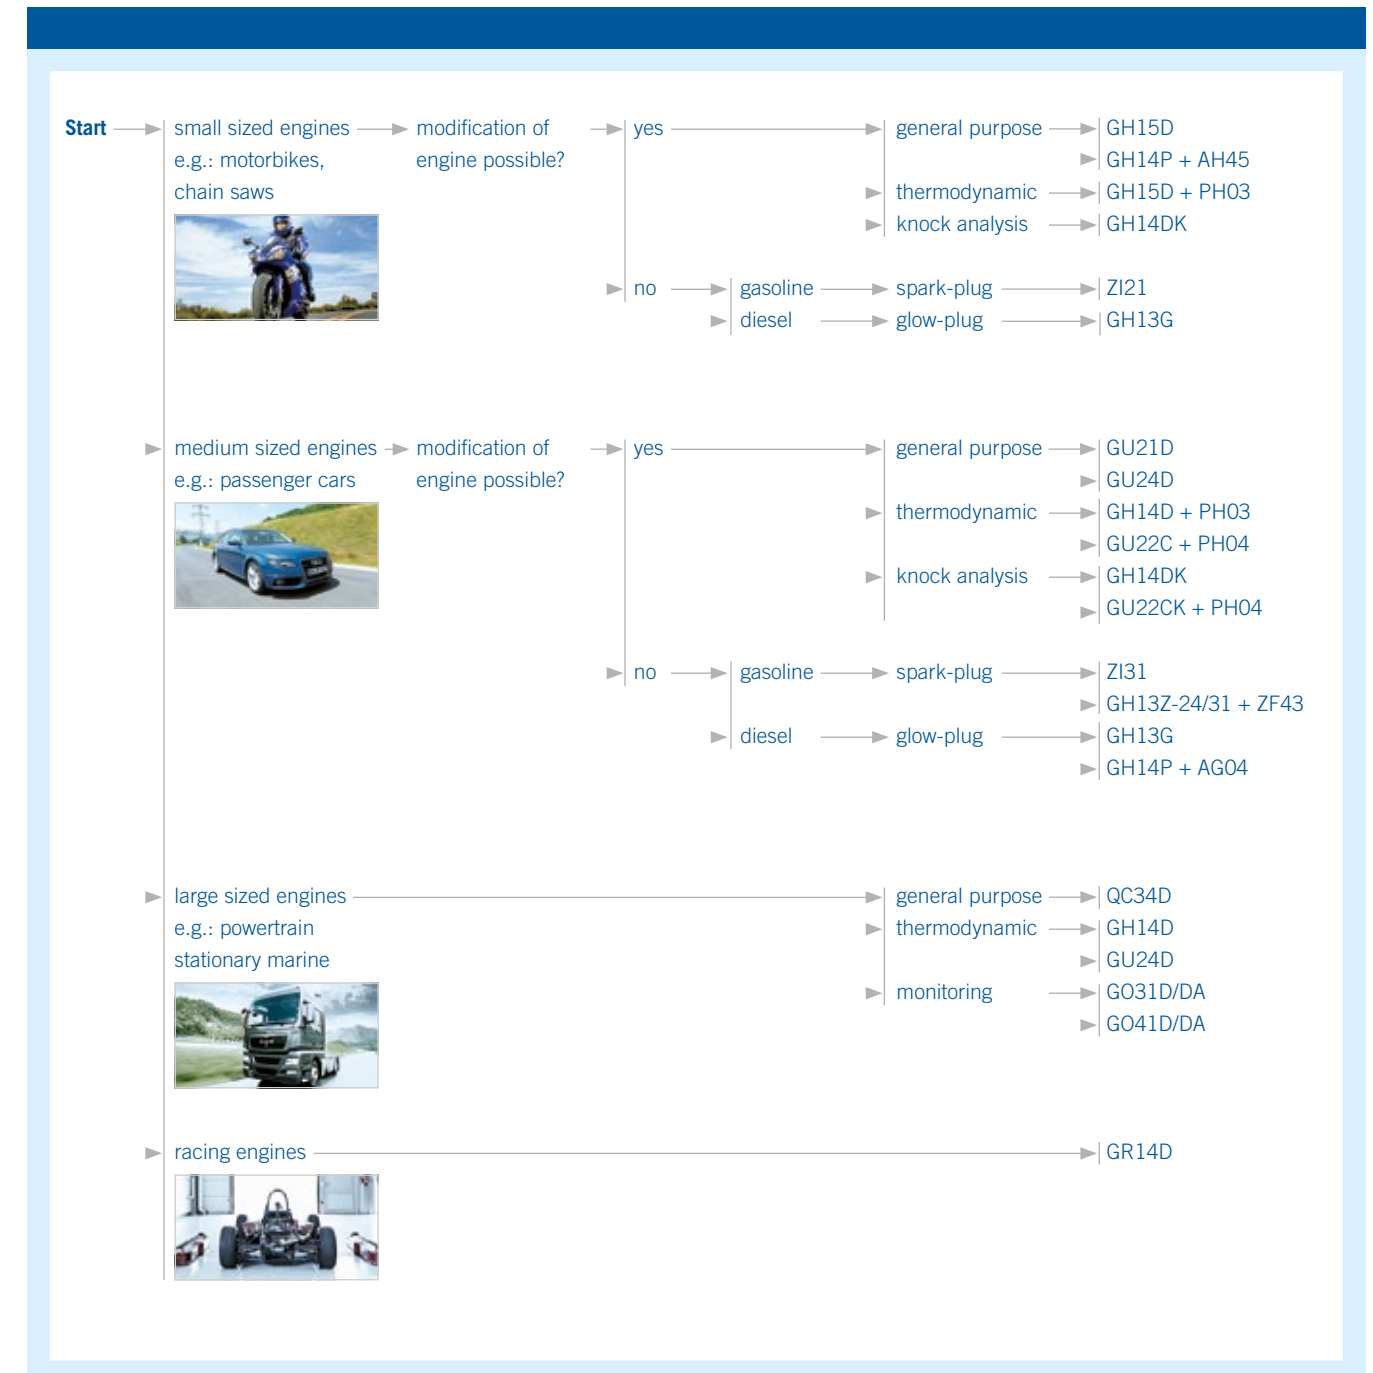 Start small sized engines modification of yes general purpose GH15D
e.g.: motorbikes, engine possible? GH14P + AH45
chain saws thermodynamic GH15D + PH03
knock analysis GH14DK
no gasoline spark-plug ZI21
diesel glow-plug GH13G
medium sized engines modification of yes general purpose GU21D
e.g.: passenger cars engine possible? GU24D
thermodynamic GH14D + PH03
GU22C + PH04
knock analysis GH14DK
GU22CK + PH04
no gasoline spark-plug ZI31
GH13Z-24/31 + ZF43
diesel glow-plug GH13G
GH14P + AG04
large sized engines general purpose QC34D
e.g.: powertrain thermodynamic GH14D
stationary marine GU24D
monitoring GO31D/DA
GO41D/DA
racing engines GR14D